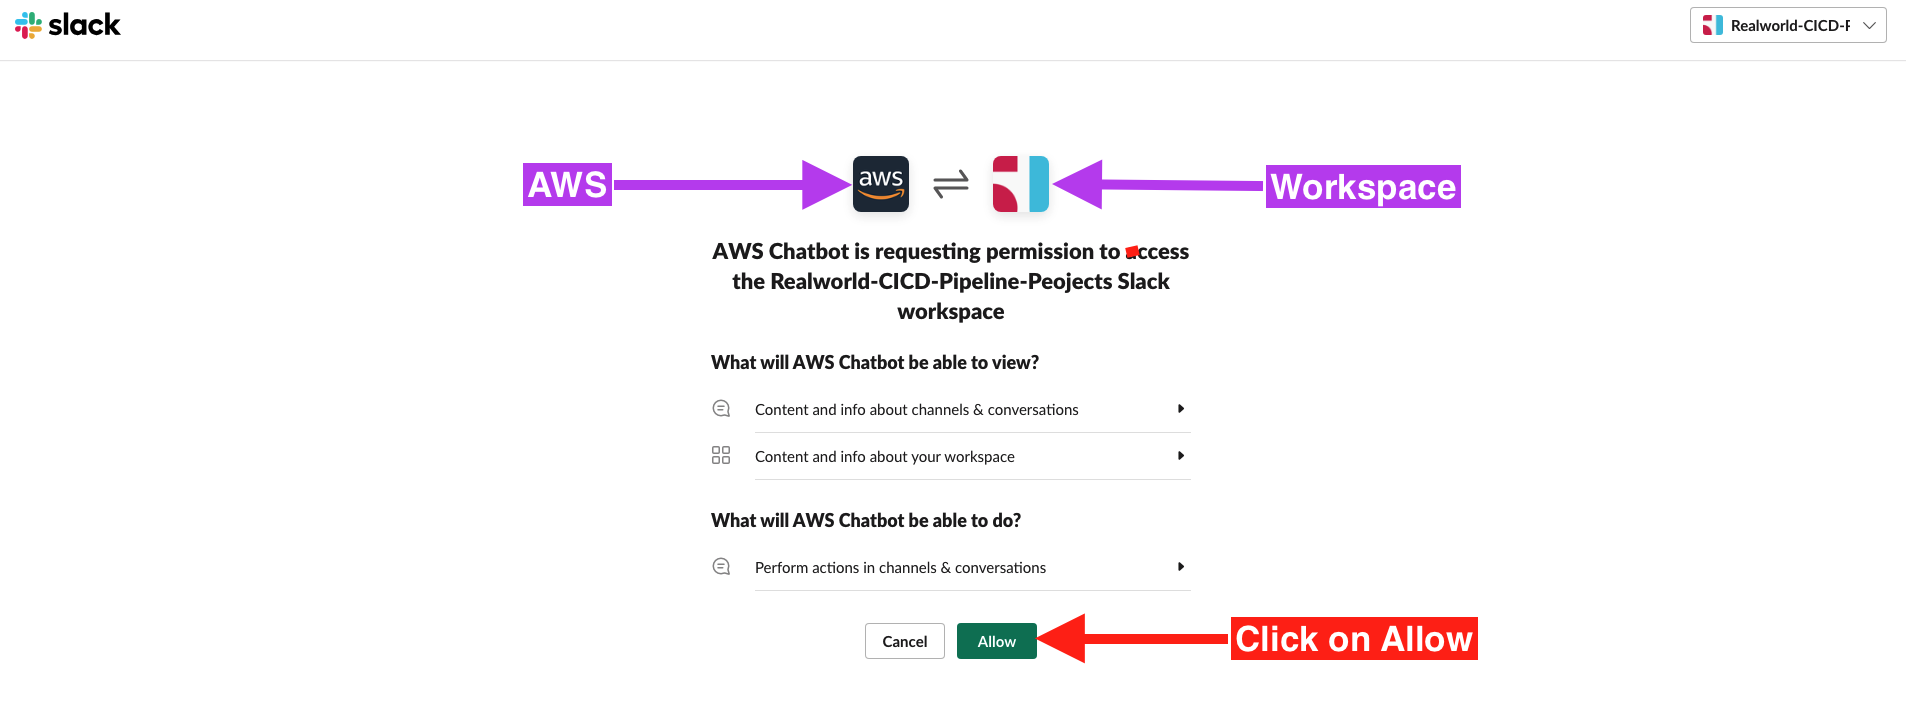 slack
Realworld-CICD-P
AWS
aws
Workspace
AWS Chatbot is requesting permission to access
the Realworld-CICD-Pipeline-Peojects Slack
workspace
What will AWS Chatbot be able to view?
Content and info about channels & conversations
Content and info about your workspace
What will AWS Chatbot be able to do?
Perform actions in channels & conversations
Cancel
Allow
Click on Allow